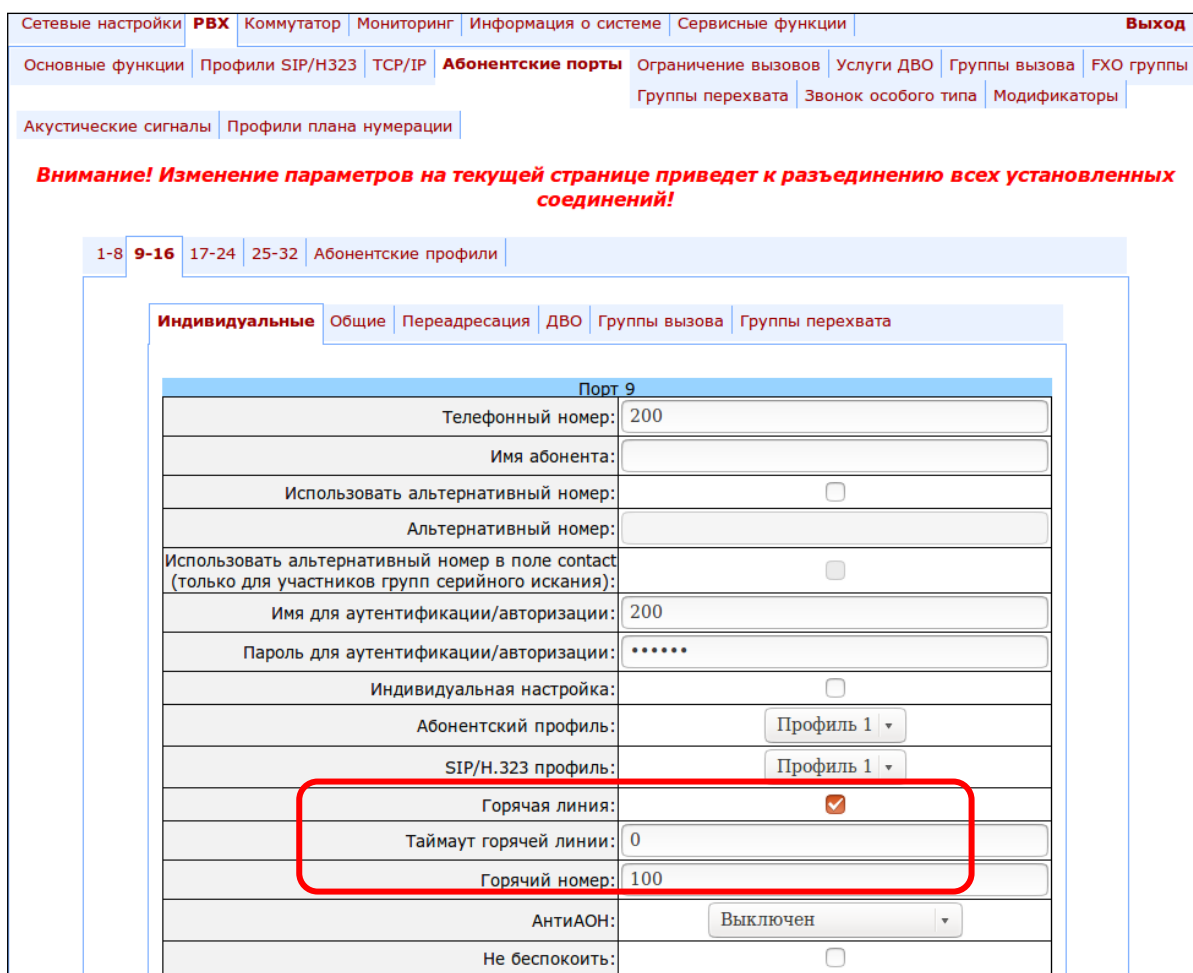 Сетевые настройки PBX Коммутатор Мониторинг Информация о системе Сервисные функции Выход
Основные функции Профили SIP/H323 TCP/IP Абонентские порты Ограничение вызовов Услуги ДВО Группы вызова FXO группы
Группы перехвата Звонок особого типа Модификаторы
Акустические сигналы Профили плана нумерации
Внимание! Изменение параметров на текущей странице приведет к разъединению всех установленных
соединений!
1-8 9-16 17-24 25-32 Абонентские профили
Индивидуальные Общие Переадресация ДВО Группы вызова Группы перехвата
Порт 9
Телефонный номер: 200
Имя абонента:
Использовать альтернативный номер:
Альтернативный номер:
Использовать альтернативный номер в поле contact
(только для участников групп серийного искания):
Имя для аутентификации/авторизации: 200
Пароль для аутентификации/авторизации: ••••••
Индивидуальная настройка:
Абонентский профиль: Профиль 1
SIP/H.323 профиль: Профиль 1
Горячая линия:
Таймаут горячей линии: 0
Горячий номер: 100
АнтиАОН: Выключен
Не беспокоить: